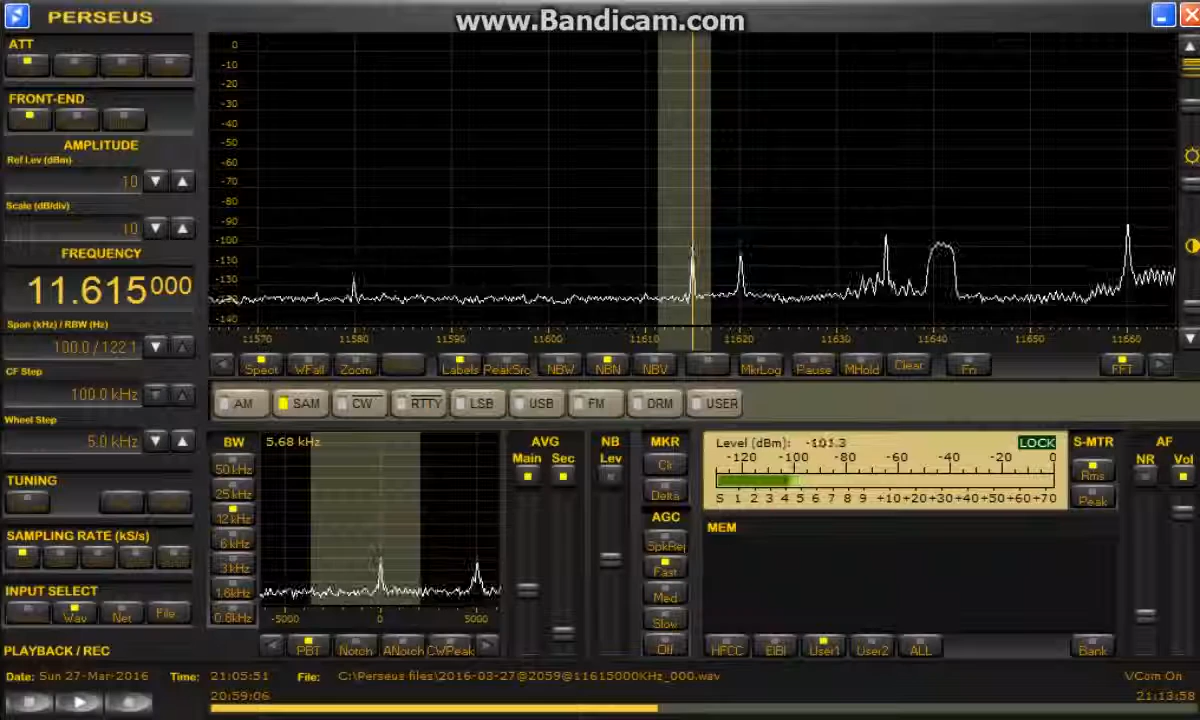 www.Bandicam.com
PERSEUS
ATT
FRONT-END
AMPLITUDE
Ref Lev (dBm)
10
Scale (dB/div)
10
FREQUENCY
11.615000
Span (kHz) / RBW (Hz)
100.0 / 122.1
CF Step
100.0 kHz
Wheel Step
5.0 kHz
TUNING
SAMPLING RATE (kS/s)
INPUT SELECT
Wav Net File
PLAYBACK / REC
0
-10
-20
-30
-40
-50
-60
-70
-80
-90
-100
-110
-120
-130
-140
11570 11580 11590 11600 11610 11620 11630 11640 11650 11660
Spect WFall Zoom Labels PeakSrc NBW NBN NBV MkrLog Pause MHold Clear Fn FFT
AM SAM CW RTTY LSB USB FM DRM USER
BW
50 kHz
25 kHz
12 kHz
6 kHz
3 kHz
1.6kHz
0.8kHz
5.68 kHz
-5000 0 5000
PBT Notch ANotch CWPeak
AVG
Main Sec
NB
Lev
MKR
Clr
Delta
AGC
SpkRej
Fast
Med
Slow
Off
Level (dBm): -101.3 LOCK
-120 -100 -80 -60 -40 -20 0
S 1 2 3 4 5 6 7 8 9 +10+20+30+40+50+60+70
S-MTR
Rms
Peak
AF
NR Vol
MEM
HFCC EiBi User1 User2 ALL Bank
Date: Sun 27-Mar-2016 Time: 21:05:51 File: C:\Perseus files\2016-03-27@2059@11615000KHz_000.wav VCom On
20:59:06 21:13:58